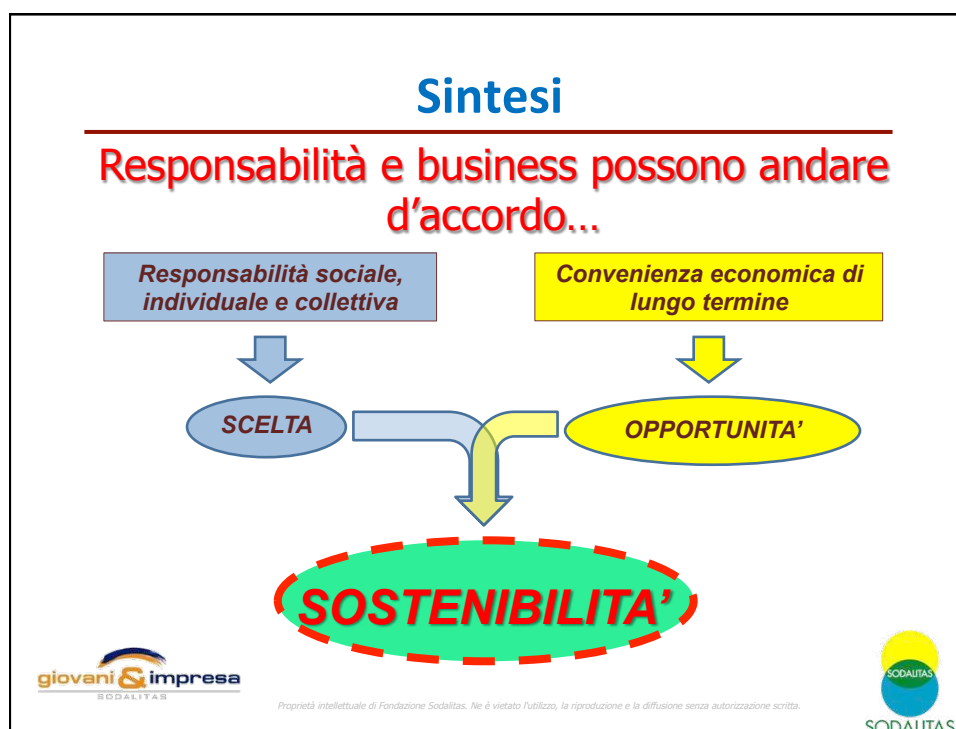 Sintesi
Responsabilità e business possono andare
d’accordo…
Responsabilità sociale,
individuale e collettiva
Convenienza economica di
lungo termine
SCELTA
OPPORTUNITA’
SOSTENIBILITA’
giovani & impresa
SODALITAS
Proprietà intellettuale di Fondazione Sodalitas. Ne è vietato l'utilizzo, la riproduzione e la diffusione senza autorizzazione scritta.
SODALITAS
SODALITAS